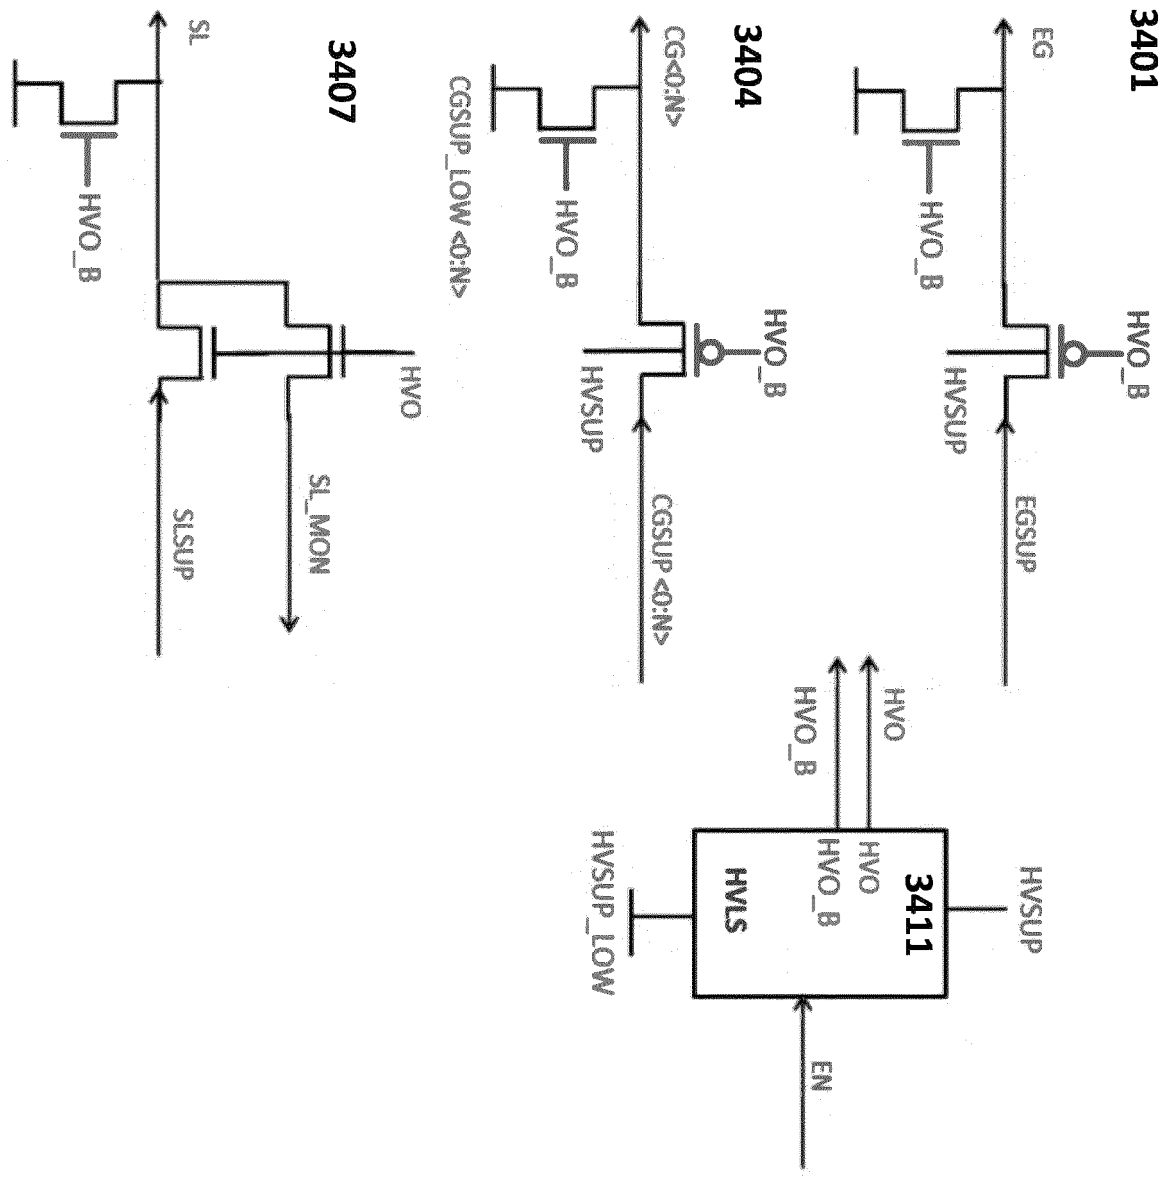 3401
HVO_B
EG
EGSUP
HVSUP
HVO_B
3404
HVO_B
CG<0:N>
CGSUP <0:N>
HVSUP
HVO_B
CGSUP_LOW <0:N>
3407
HVO
SL_MON
SL
SLSUP
HVO_B
HVSUP
3411
HVO
HVO
HVO_B
HVO_B
EN
HVLS
HVSUP_LOW